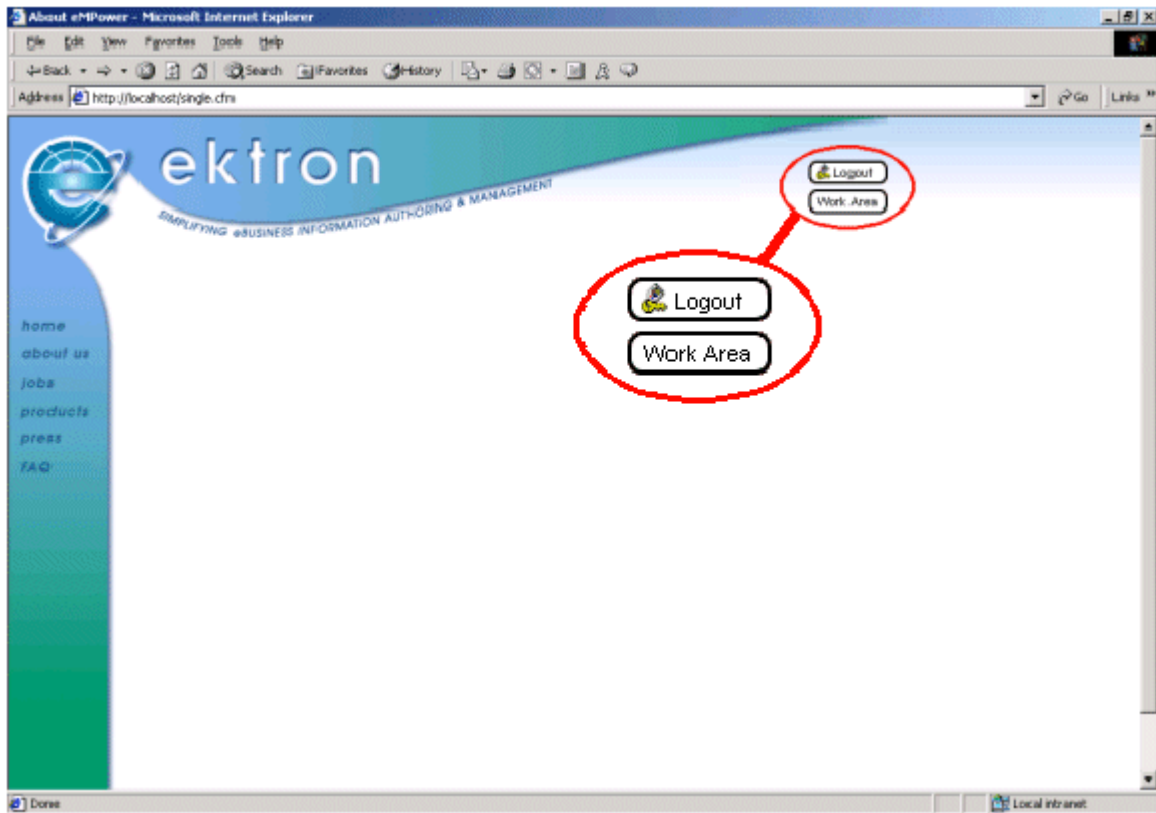 About eMPower - Microsoft Internet Explorer
File Edit View Favorites Tools Help
Back Search Favorites History
Address http://localhost/single.cfm Go Links »
ektron
SIMPLIFYING eBUSINESS INFORMATION AUTHORING & MANAGEMENT
Logout
Work Area
Logout
Work Area
home
about us
jobs
products
press
FAQ
Done Local intranet